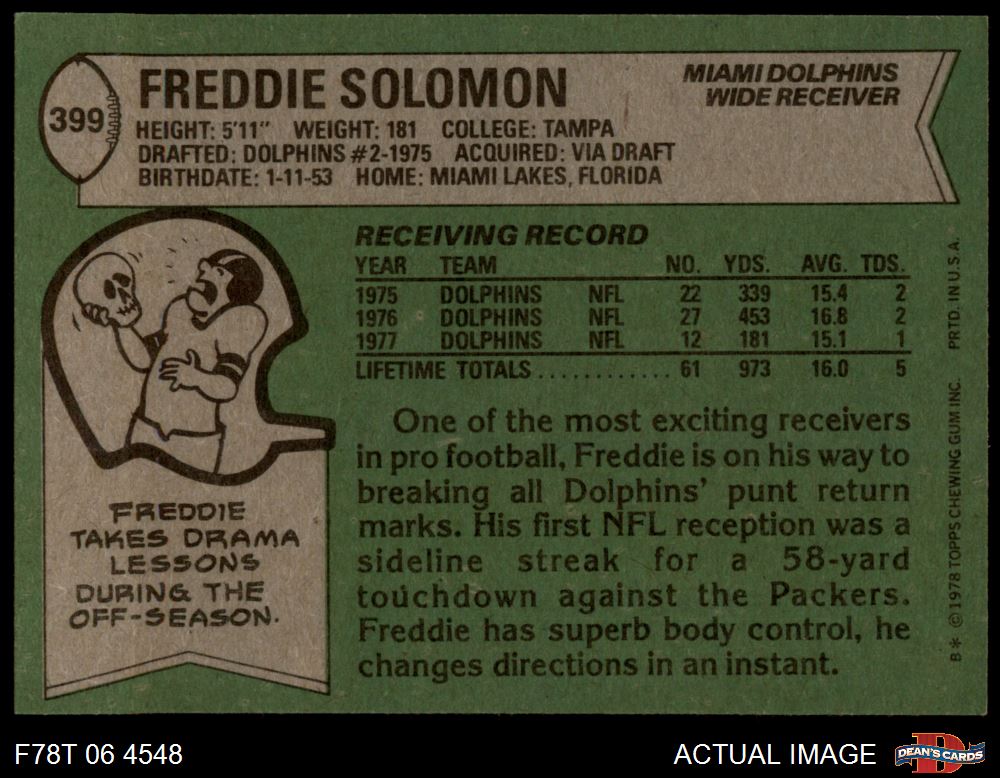 399
FREDDIE SOLOMON
MIAMI DOLPHINS
WIDE RECEIVER
HEIGHT: 5'11" WEIGHT: 181 COLLEGE: TAMPA
DRAFTED: DOLPHINS #2-1975 ACQUIRED: VIA DRAFT
BIRTHDATE: 1-11-53 HOME: MIAMI LAKES, FLORIDA
RECEIVING RECORD
YEAR TEAM NO. YDS. AVG. TDS.
1975 DOLPHINS NFL 22 339 15.4 2
1976 DOLPHINS NFL 27 453 16.8 2
1977 DOLPHINS NFL 12 181 15.1 1
LIFETIME TOTALS............ 61 973 16.0 5
One of the most exciting receivers
in pro football, Freddie is on his way to
breaking all Dolphins' punt return
marks. His first NFL reception was a
sideline streak for a 58-yard
touchdown against the Packers.
Freddie has superb body control, he
changes directions in an instant.
FREDDIE
TAKES DRAMA
LESSONS
DURING THE
OFF-SEASON.
B* ©1978 TOPPS CHEWING GUM INC. PRTD. IN U.S.A.
F78T 06 4548
ACTUAL IMAGE
D
DEAN'S CARDS